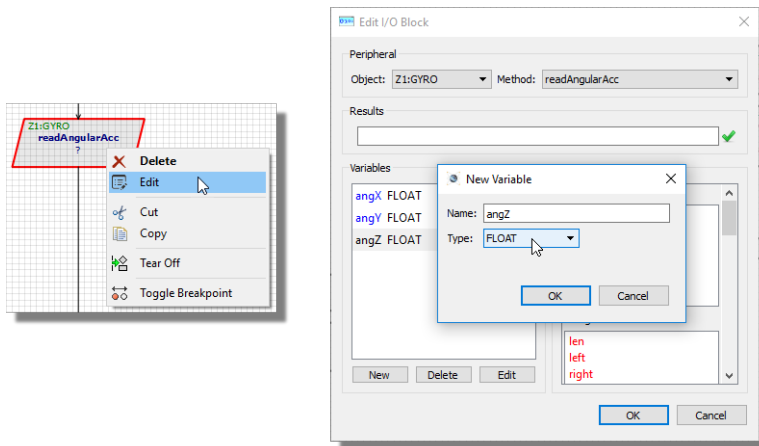 Z1:GYRO
readAngularAcc
?
Delete
Edit
Cut
Copy
Tear Off
Toggle Breakpoint
Edit I/O Block
Peripheral
Object: Z1:GYRO Method: readAngularAcc
Results
Variables
angX FLOAT
angY FLOAT
angZ FLOAT
New Variable
Name: angZ
Type: FLOAT
OK Cancel
len
left
right
New Delete Edit
OK Cancel